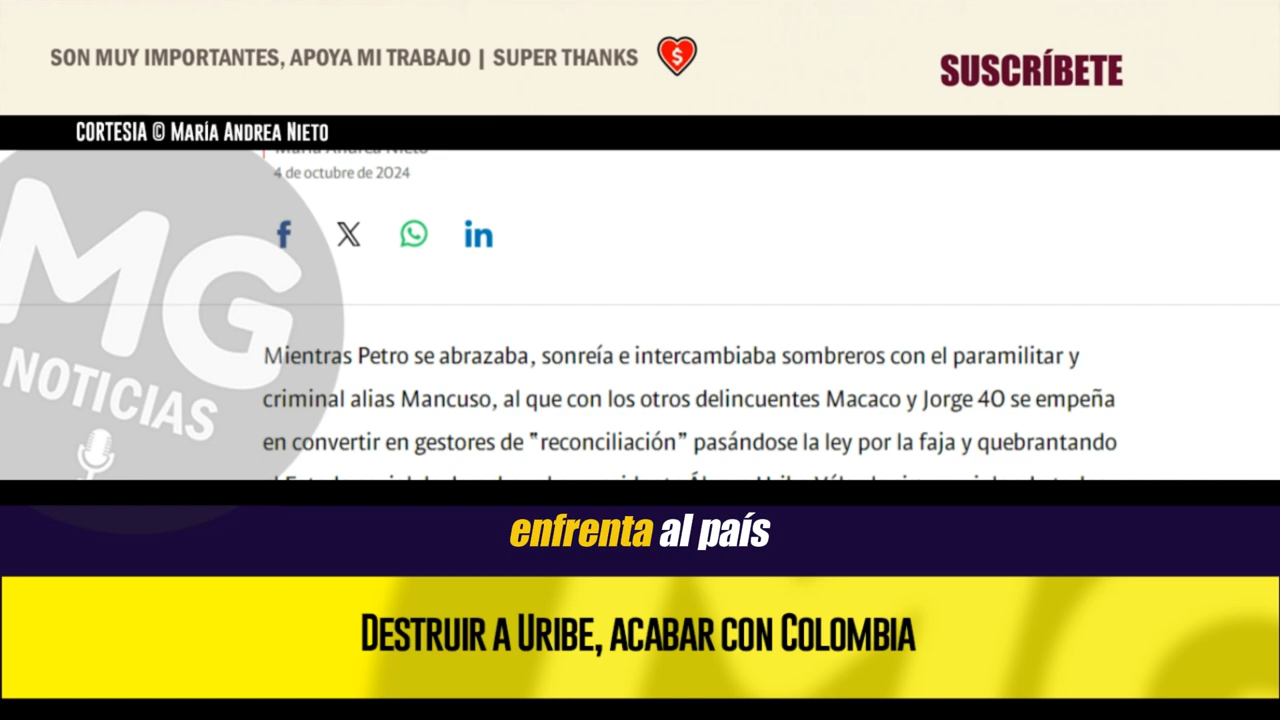 SON MUY IMPORTANTES, APOYA MI TRABAJO | SUPER THANKS
SUSCRÍBETE
CORTESIA © MARÍA ANDREA NIETO
María Andrea Nieto
4 de octubre de 2024
MG
NOTICIAS
Mientras Petro se abrazaba, sonreía e intercambiaba sombreros con el paramilitar y
criminal alias Mancuso, al que con los otros delincuentes Macaco y Jorge 40 se empeña
en convertir en gestores de "reconciliación" pasándose la ley por la faja y quebrantando
enfrenta al país
DESTRUIR A URIBE, ACABAR CON COLOMBIA